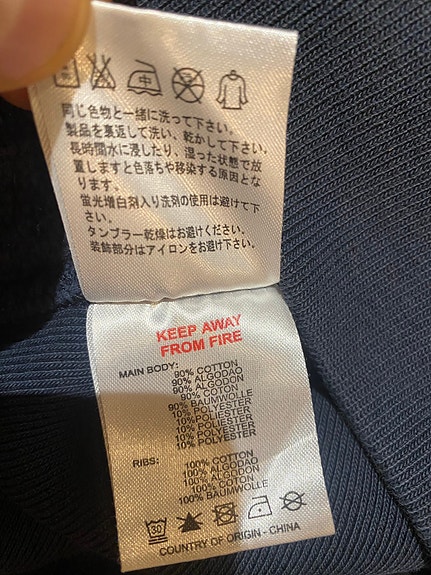 中
同じ色物と一緒に洗って下さい。
製品を裏返して洗い、乾かして下さい。
長時間水に浸したり、湿った状態で放
置しますと色落ちや移染する原因とな
ります。
蛍光増白剤入り洗剤の使用は避けて下
さい。
タンブラー乾燥はお避けください。
装飾部分はアイロンをお避け下さい。
KEEP AWAY
FROM FIRE
MAIN BODY:
90% COTTON
90% ALGODAO
90% ALGODON
90% COTON
90% BAUMWOLLE
10% POLYESTER
10% POLIESTER
10% POLIESTER
10% POLYESTER
10% POLYESTER
RIBS:
100% COTTON
100% ALGODAO
100% ALGODON
100% COTON
100% BAUMWOLLE
30
COUNTRY OF ORIGIN - CHINA